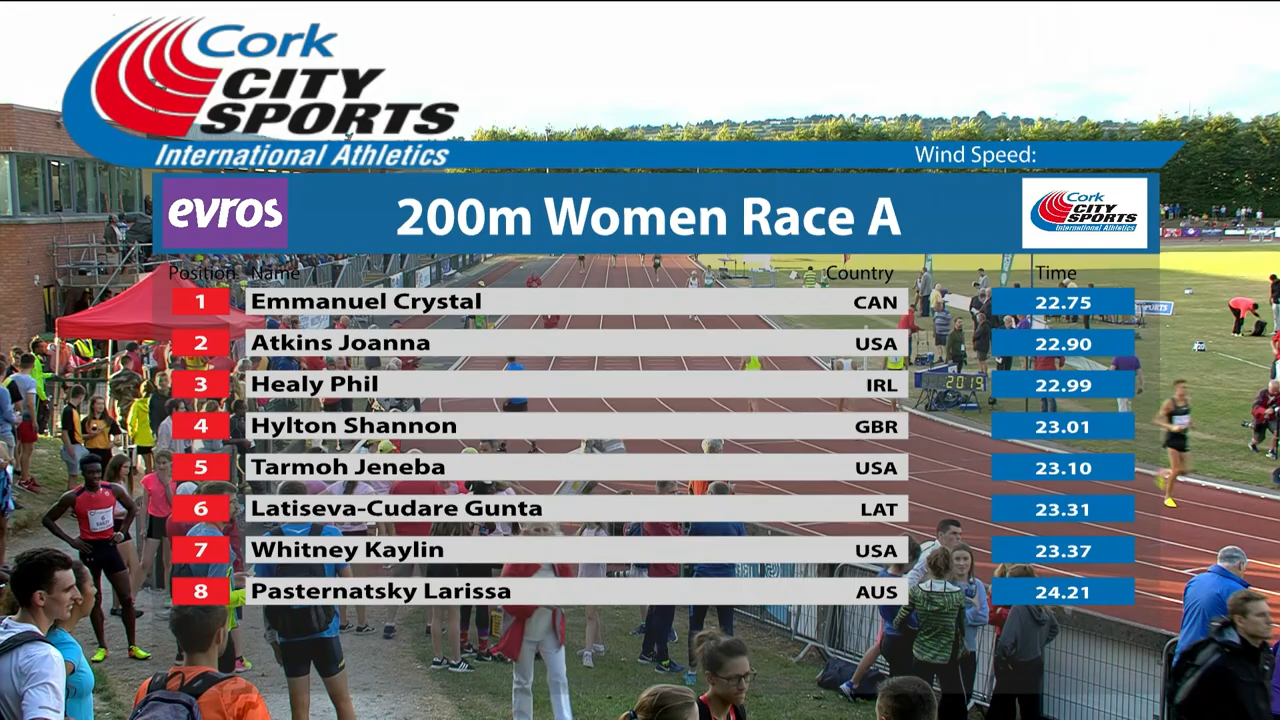 Cork
CITY
SPORTS
International Athletics
Wind Speed:
evros
200m Women Race A
Cork
CITY
SPORTS
International Athletics
Position Name Country Time
1 Emmanuel Crystal CAN 22.75
2 Atkins Joanna USA 22.90
3 Healy Phil IRL 22.99
4 Hylton Shannon GBR 23.01
5 Tarmoh Jeneba USA 23.10
6 Latiseva-Cudare Gunta LAT 23.31
7 Whitney Kaylin USA 23.37
8 Pasternatsky Larissa AUS 24.21
2019